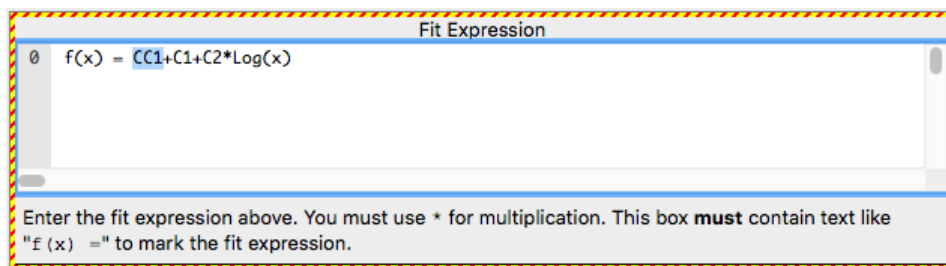 Fit Expression
0 f(x) = CC1+C1+C2*Log(x)
Enter the fit expression above. You must use * for multiplication. This box must contain text like
"f(x) =" to mark the fit expression.